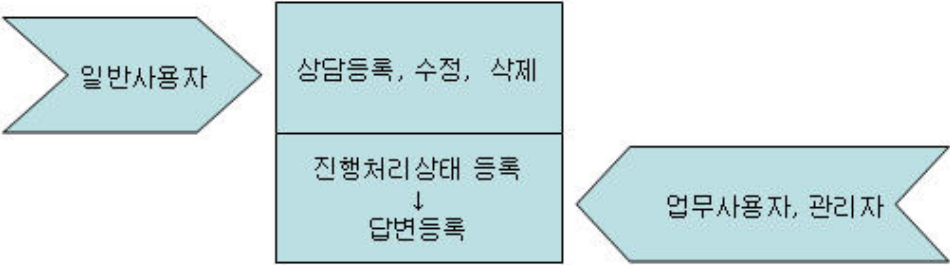 일반사용자
상담등록, 수정, 삭제
진행처리상태 등록
↓
답변등록
업무사용자, 관리자